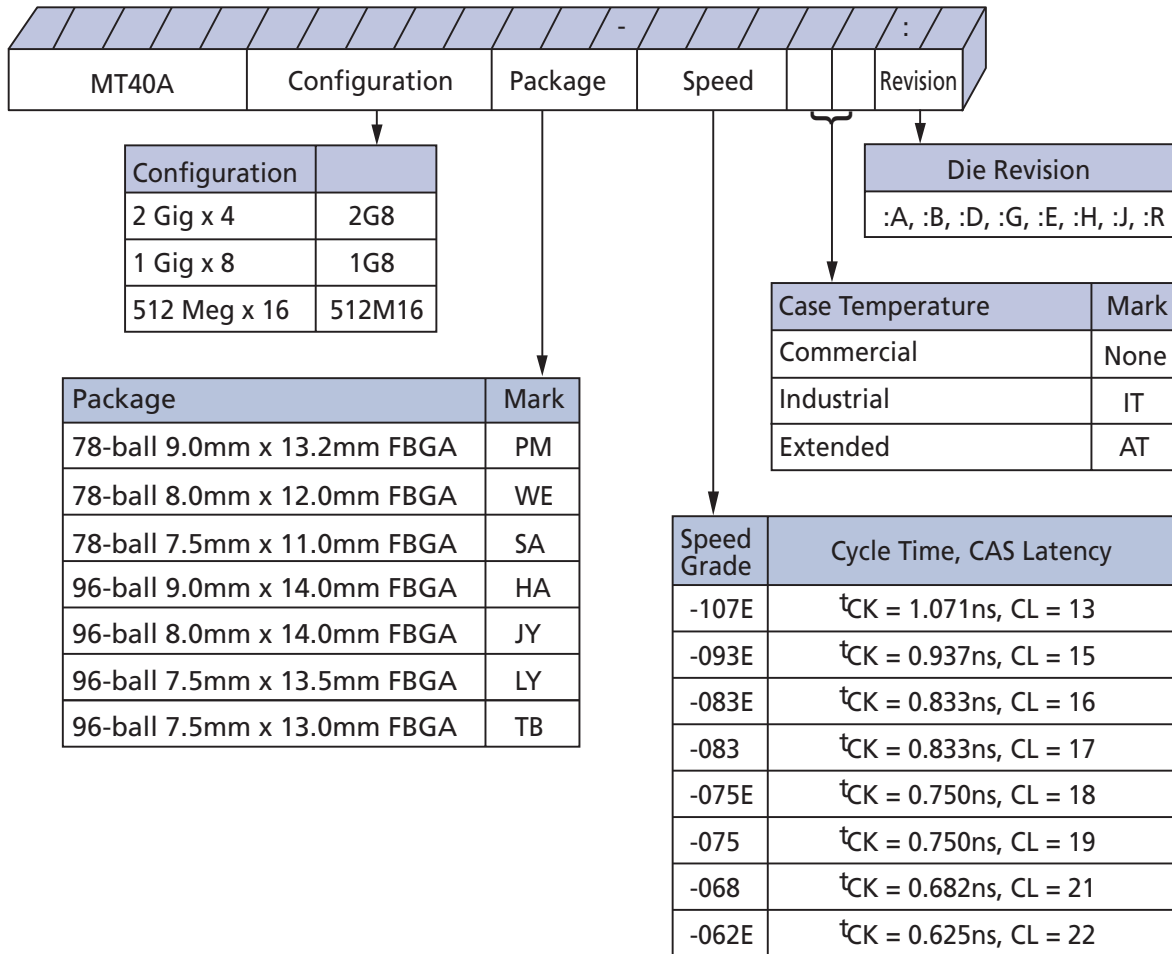 - :
MT40A Configuration Package Speed Revision
Configuration
2 Gig x 4 2G8
1 Gig x 8 1G8
512 Meg x 16 512M16
Die Revision
:A, :B, :D, :G, :E, :H, :J, :R
Case Temperature Mark
Commercial None
Industrial IT
Extended AT
Package Mark
78-ball 9.0mm x 13.2mm FBGA PM
78-ball 8.0mm x 12.0mm FBGA WE
78-ball 7.5mm x 11.0mm FBGA SA
96-ball 9.0mm x 14.0mm FBGA HA
96-ball 8.0mm x 14.0mm FBGA JY
96-ball 7.5mm x 13.5mm FBGA LY
96-ball 7.5mm x 13.0mm FBGA TB
Speed
Grade
Cycle Time, CAS Latency
-107E tCK = 1.071ns, CL = 13
-093E tCK = 0.937ns, CL = 15
-083E tCK = 0.833ns, CL = 16
-083 tCK = 0.833ns, CL = 17
-075E tCK = 0.750ns, CL = 18
-075 tCK = 0.750ns, CL = 19
-068 tCK = 0.682ns, CL = 21
-062E tCK = 0.625ns, CL = 22